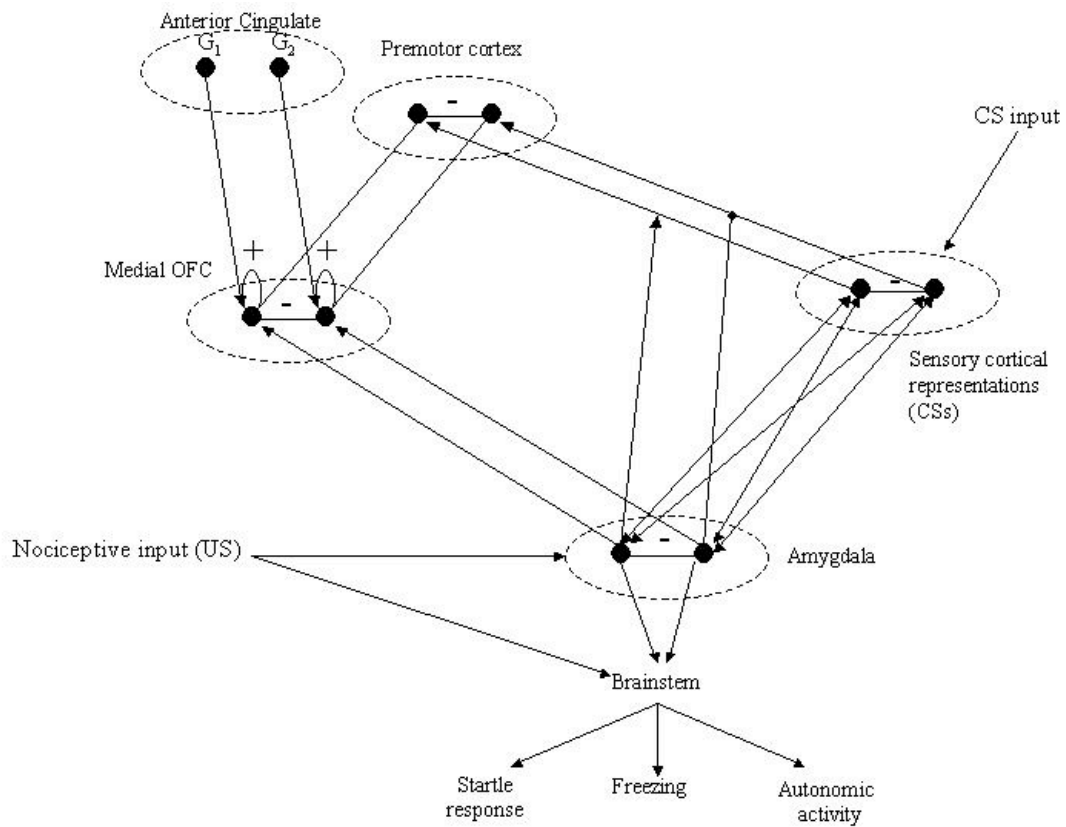 Anterior Cingulate
G1 G2
Premotor cortex
-
CS input
+ +
Medial OFC
-
-
Sensory cortical
representations
(CSs)
Nociceptive input (US)
-
Amygdala
Brainstem
Startle
response
Freezing
Autonomic
activity